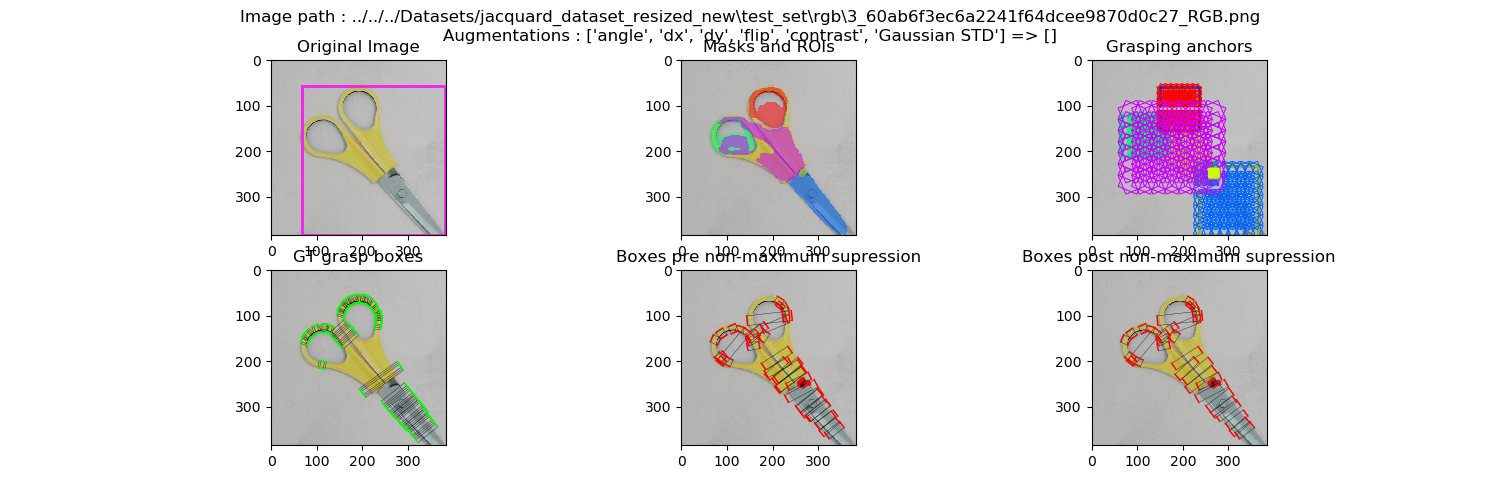 Image path : ../../../Datasets/jacquard_dataset_resized_new\test_set\rgb\3_60ab6f3ec6a2241f64dcee9870d0c27_RGB.png
Augmentations : ['angle', 'dx', 'dy', 'flip', 'contrast', 'Gaussian STD'] => []
Original Image
Masks and ROIs
Grasping anchors
0
100
200
300
0 100 200 300
0
100
200
300
0 100 200 300
0
100
200
300
0 100 200 300
GT grasp boxes
Boxes pre non-maximum supression
Boxes post non-maximum supression
0
100
200
300
0 100 200 300
0
100
200
300
0 100 200 300
0
100
200
300
0 100 200 300